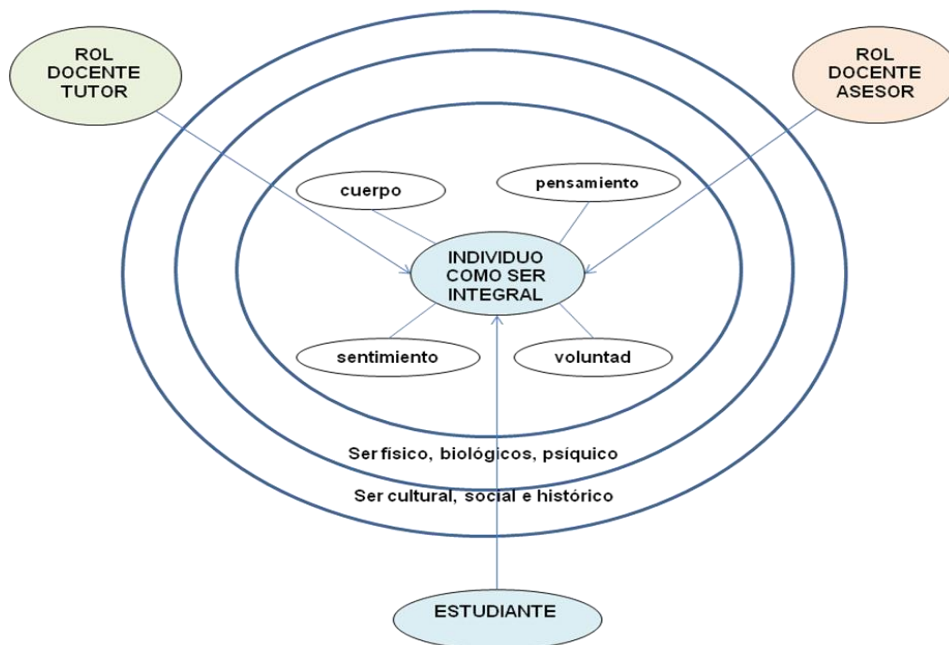 ROL
DOCENTE
TUTOR
ROL
DOCENTE
ASESOR
cuerpo
pensamiento
INDIVIDUO
COMO SER
INTEGRAL
sentimiento
voluntad
Ser físico, biológicos, psíquico
Ser cultural, social e histórico
ESTUDIANTE